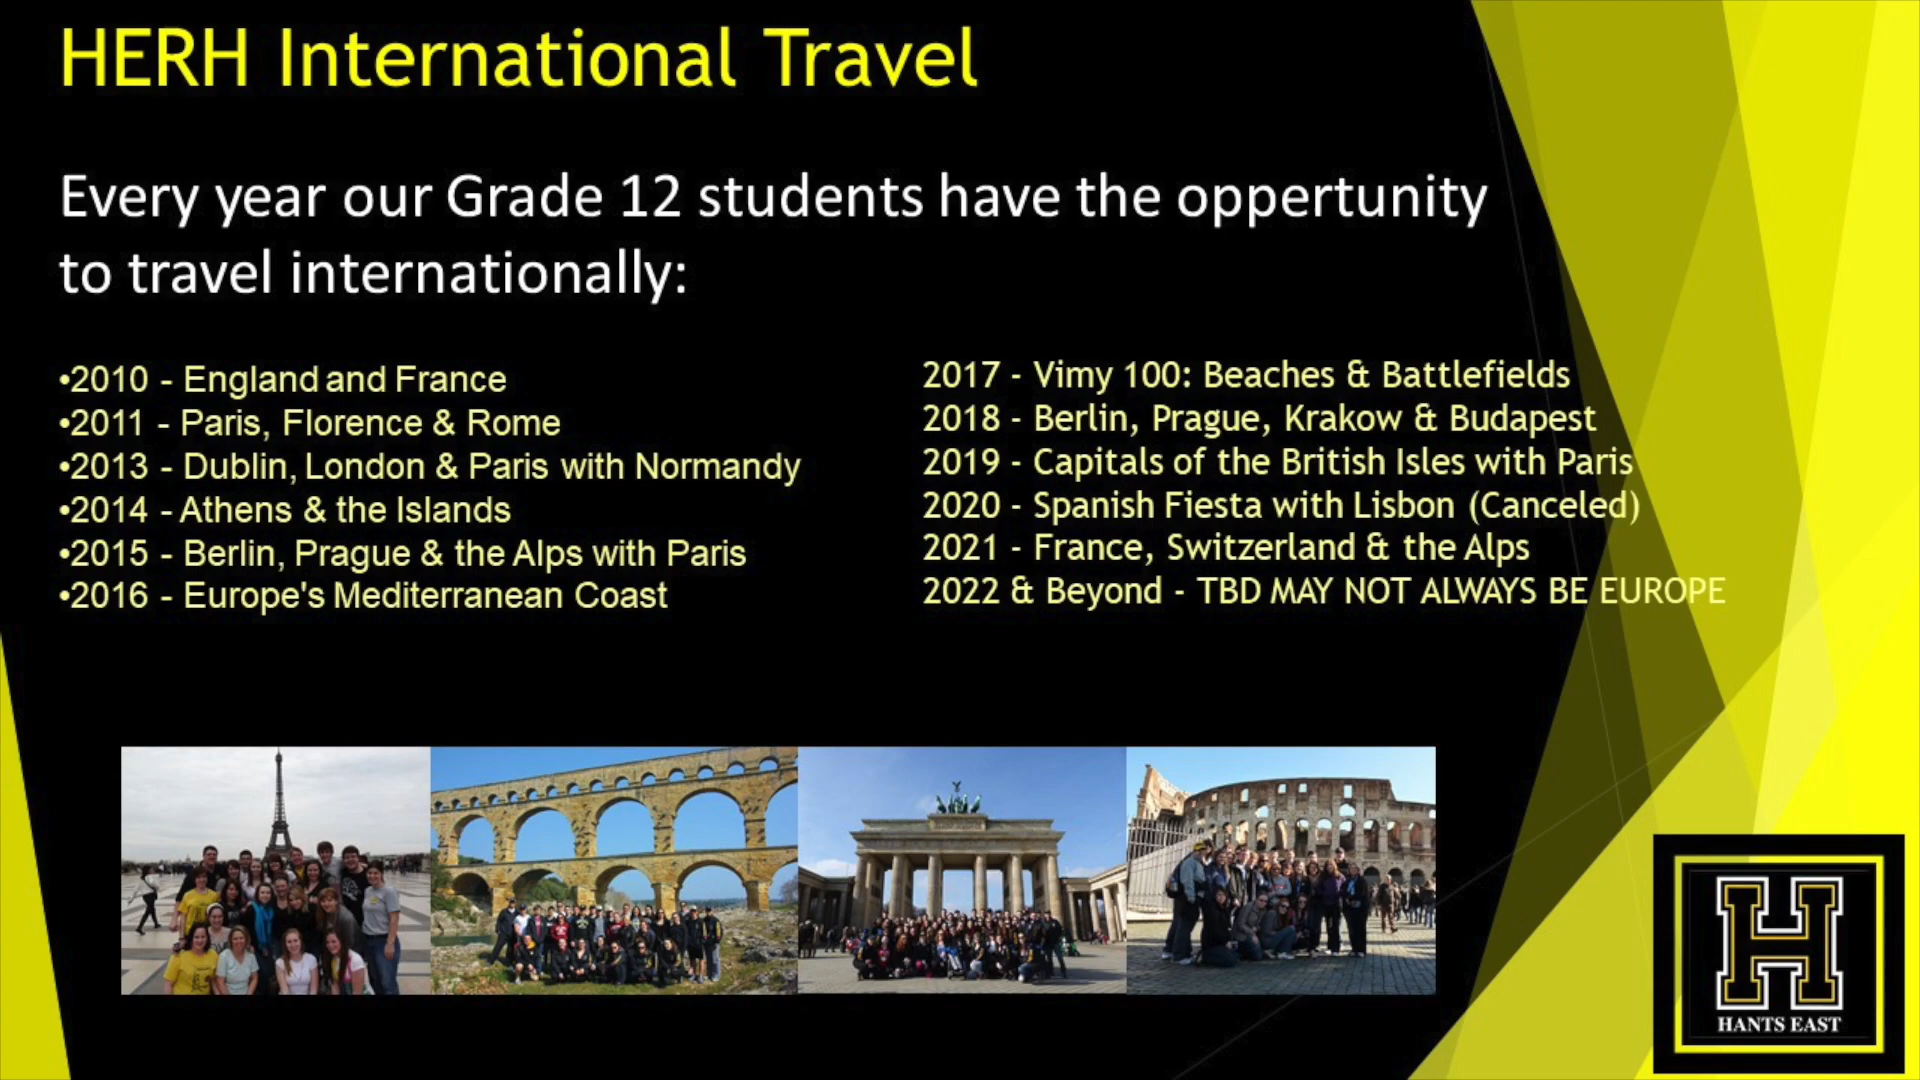 HERH International Travel
Every year our Grade 12 students have the oppertunity
to travel internationally:
•2010 - England and France
•2011 - Paris, Florence & Rome
•2013 - Dublin, London & Paris with Normandy
•2014 - Athens & the Islands
•2015 - Berlin, Prague & the Alps with Paris
•2016 - Europe's Mediterranean Coast
2017 - Vimy 100: Beaches & Battlefields
2018 - Berlin, Prague, Krakow & Budapest
2019 - Capitals of the British Isles with Paris
2020 - Spanish Fiesta with Lisbon (Canceled)
2021 - France, Switzerland & the Alps
2022 & Beyond - TBD MAY NOT ALWAYS BE EUROPE
H
HANTS EAST